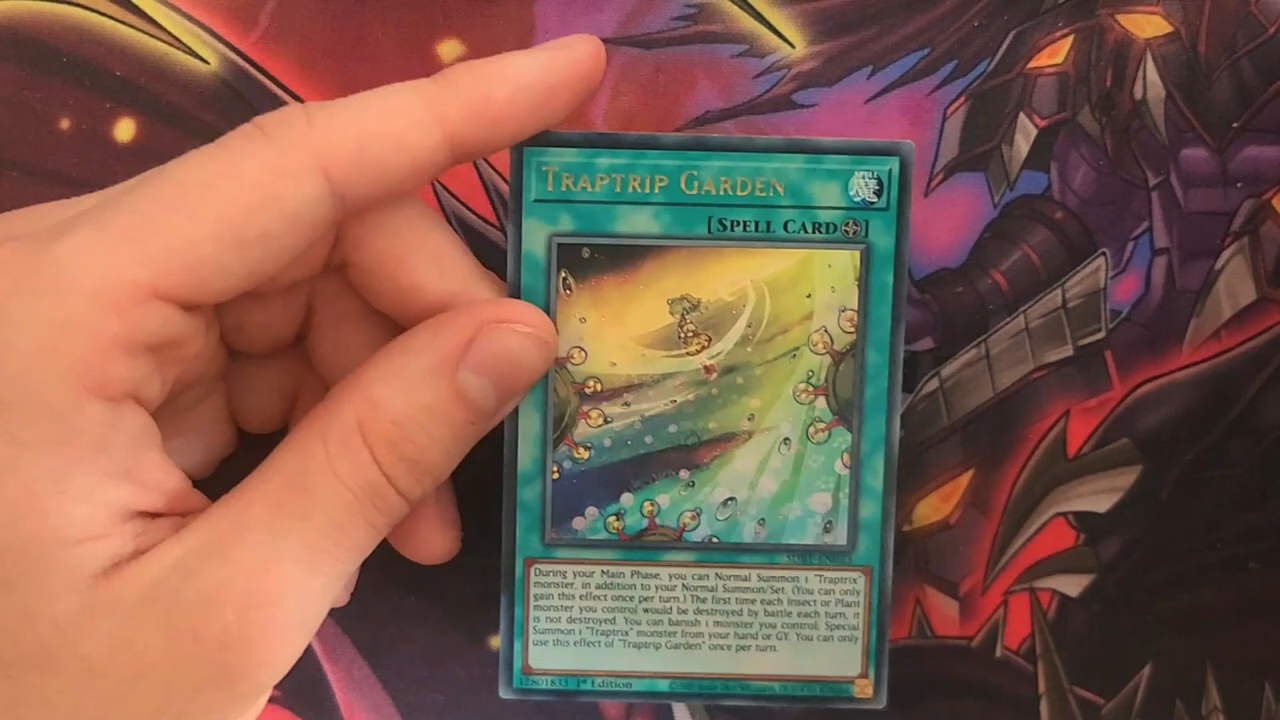 TRAPTRIP GARDEN
SPELL
魔
[SPELL CARD]
During your Main Phase, you can Normal Summon 1 "Traptrix"
monster, in addition to your Normal Summon/Set. (You can only
gain this effect once per turn.) The first time each Insect or Plant
monster you control would be destroyed by battle each turn, it
is not destroyed. You can banish 1 monster you control; Special
Summon 1 "Traptrix" monster from your hand or GY. You can only
use this effect of "Traptrip Garden" once per turn.
12801833 1st Edition